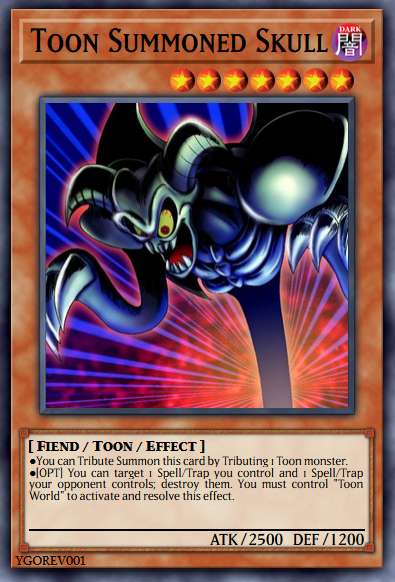 Toon Summoned Skull
DARK
闇
[ Fiend / Toon / Effect ]
●You can Tribute Summon this card by Tributing 1 Toon monster.
●[OPT] You can target 1 Spell/Trap you control and 1 Spell/Trap
your opponent controls; destroy them. You must control "Toon
World" to activate and resolve this effect.
ATK / 2500 DEF / 1200
YGOREV001